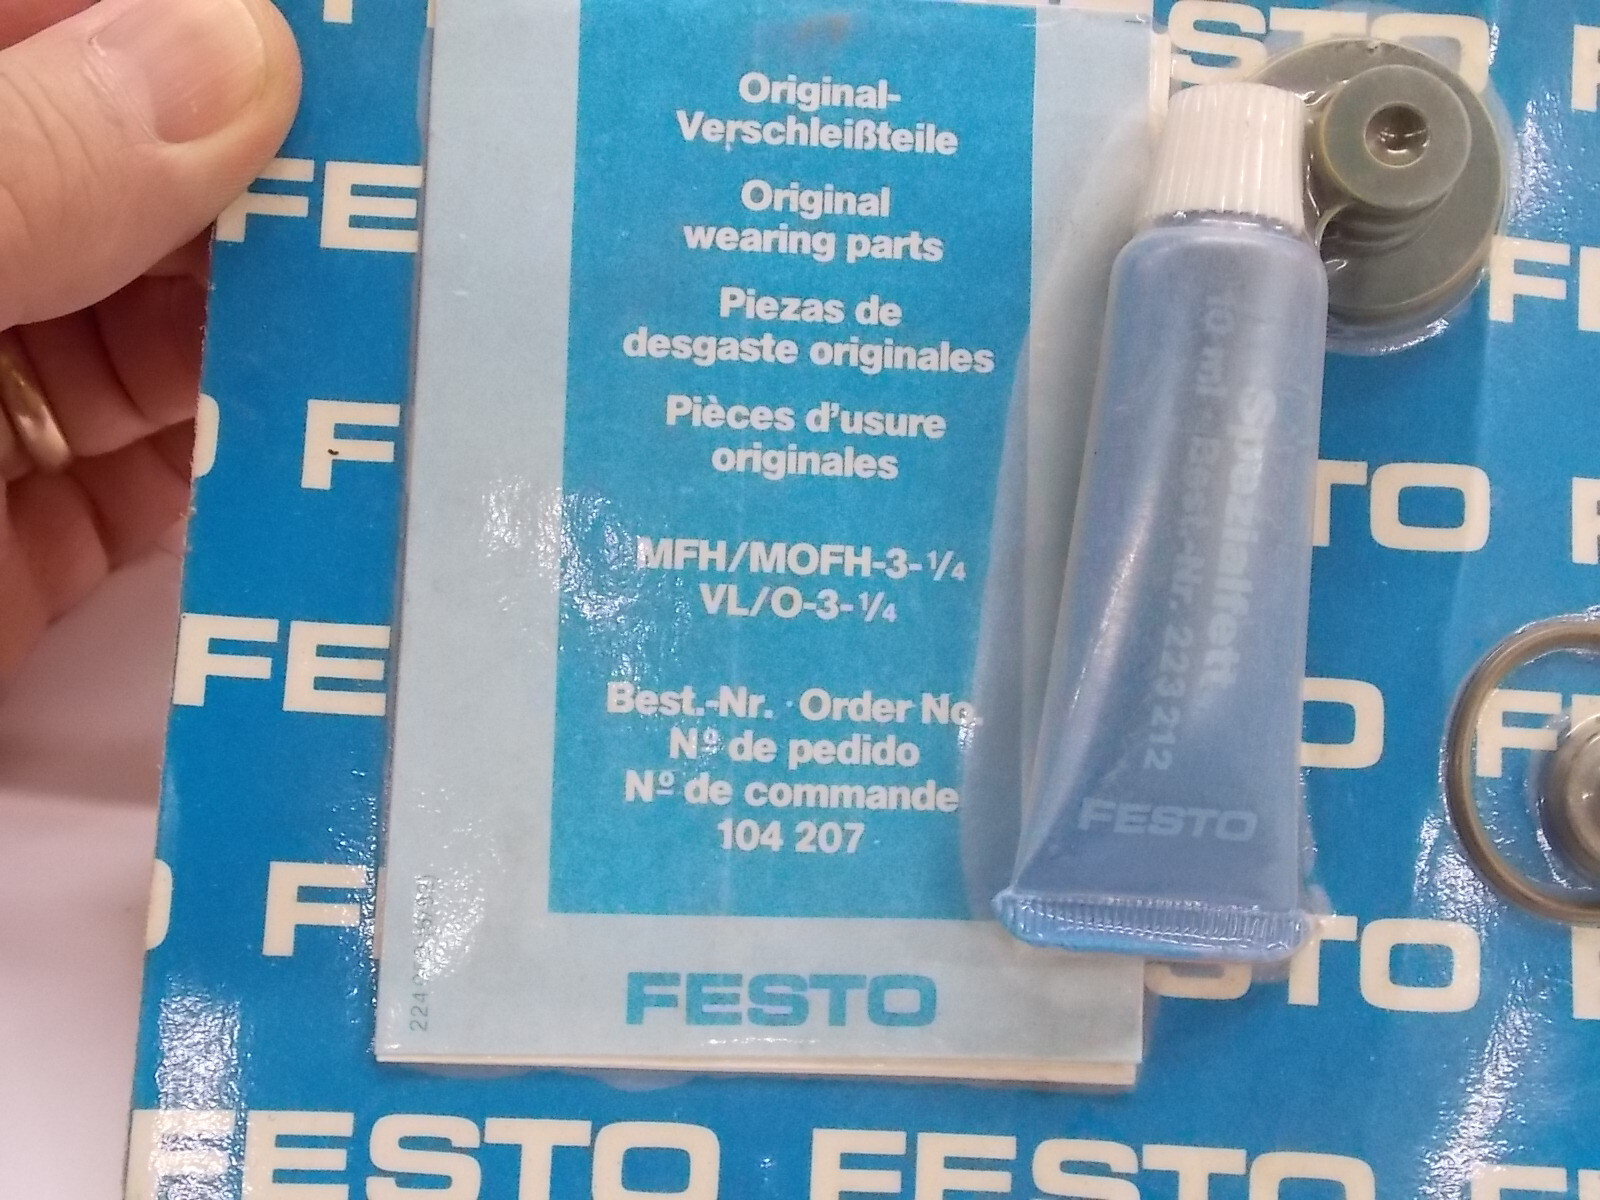 Original-
Verschleißteile
Original
wearing parts
Piezas de
desgaste originales
Pièces d'usure
originales
MFH/MOFH-3-1/4
VL/O-3-1/4
Best.-Nr. · Order No.
Nº de pedido
Nº de commande
104 207
FESTO
Spezialfett
10 ml Best.-Nr. 223 212
FESTO
FESTO
FESTO FESTO